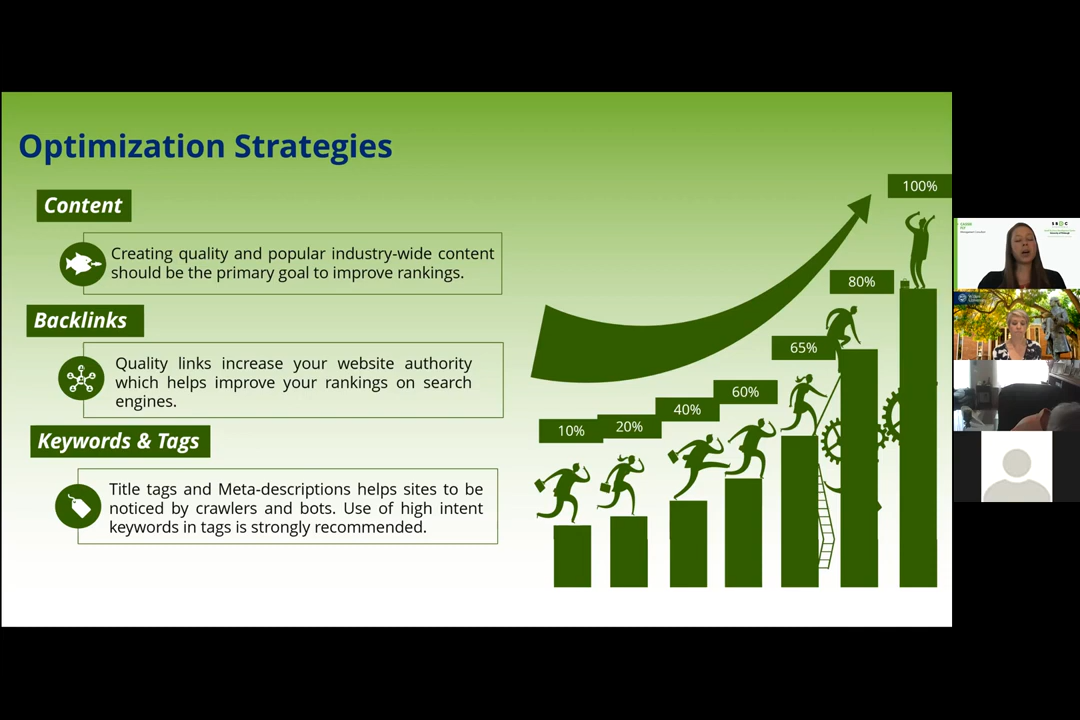 Optimization Strategies
Content
Creating quality and popular industry-wide content
should be the primary goal to improve rankings.
Backlinks
Quality links increase your website authority
which helps improve your rankings on search
engines.
Keywords & Tags
Title tags and Meta-descriptions helps sites to be
noticed by crawlers and bots. Use of high intent
keywords in tags is strongly recommended.
10%
20%
40%
60%
65%
80%
100%